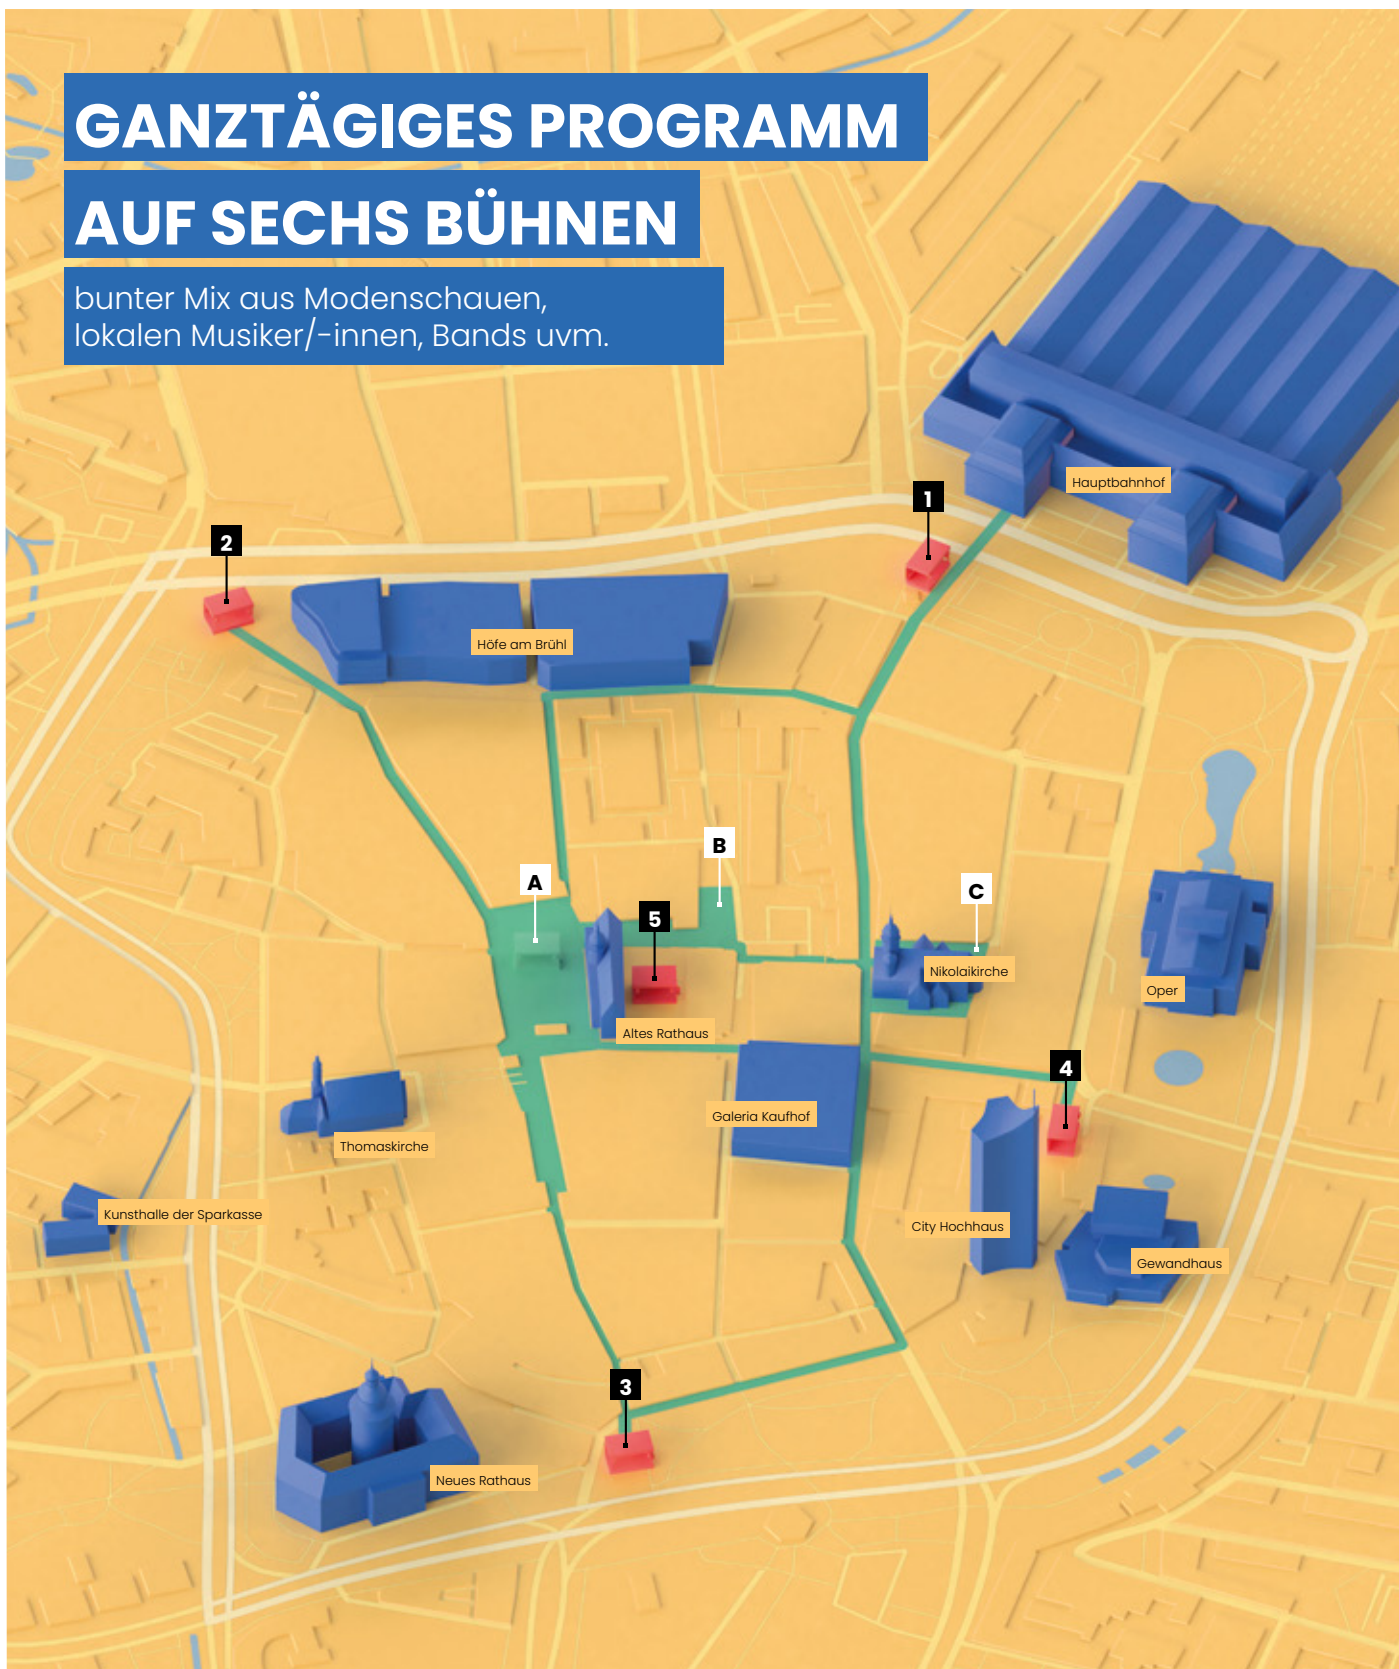 GANZTÄGIGES PROGRAMM
AUF SECHS BÜHNEN
bunter Mix aus Modenschauen,
lokalen Musiker/-innen, Bands uvm.
1
Hauptbahnhof
2
Höfe am Brühl
B
A
C
5
Nikolaikirche
Oper
Altes Rathaus
4
Galeria Kaufhof
Thomaskirche
Kunsthalle der Sparkasse
City Hochhaus
Gewandhaus
3
Neues Rathaus